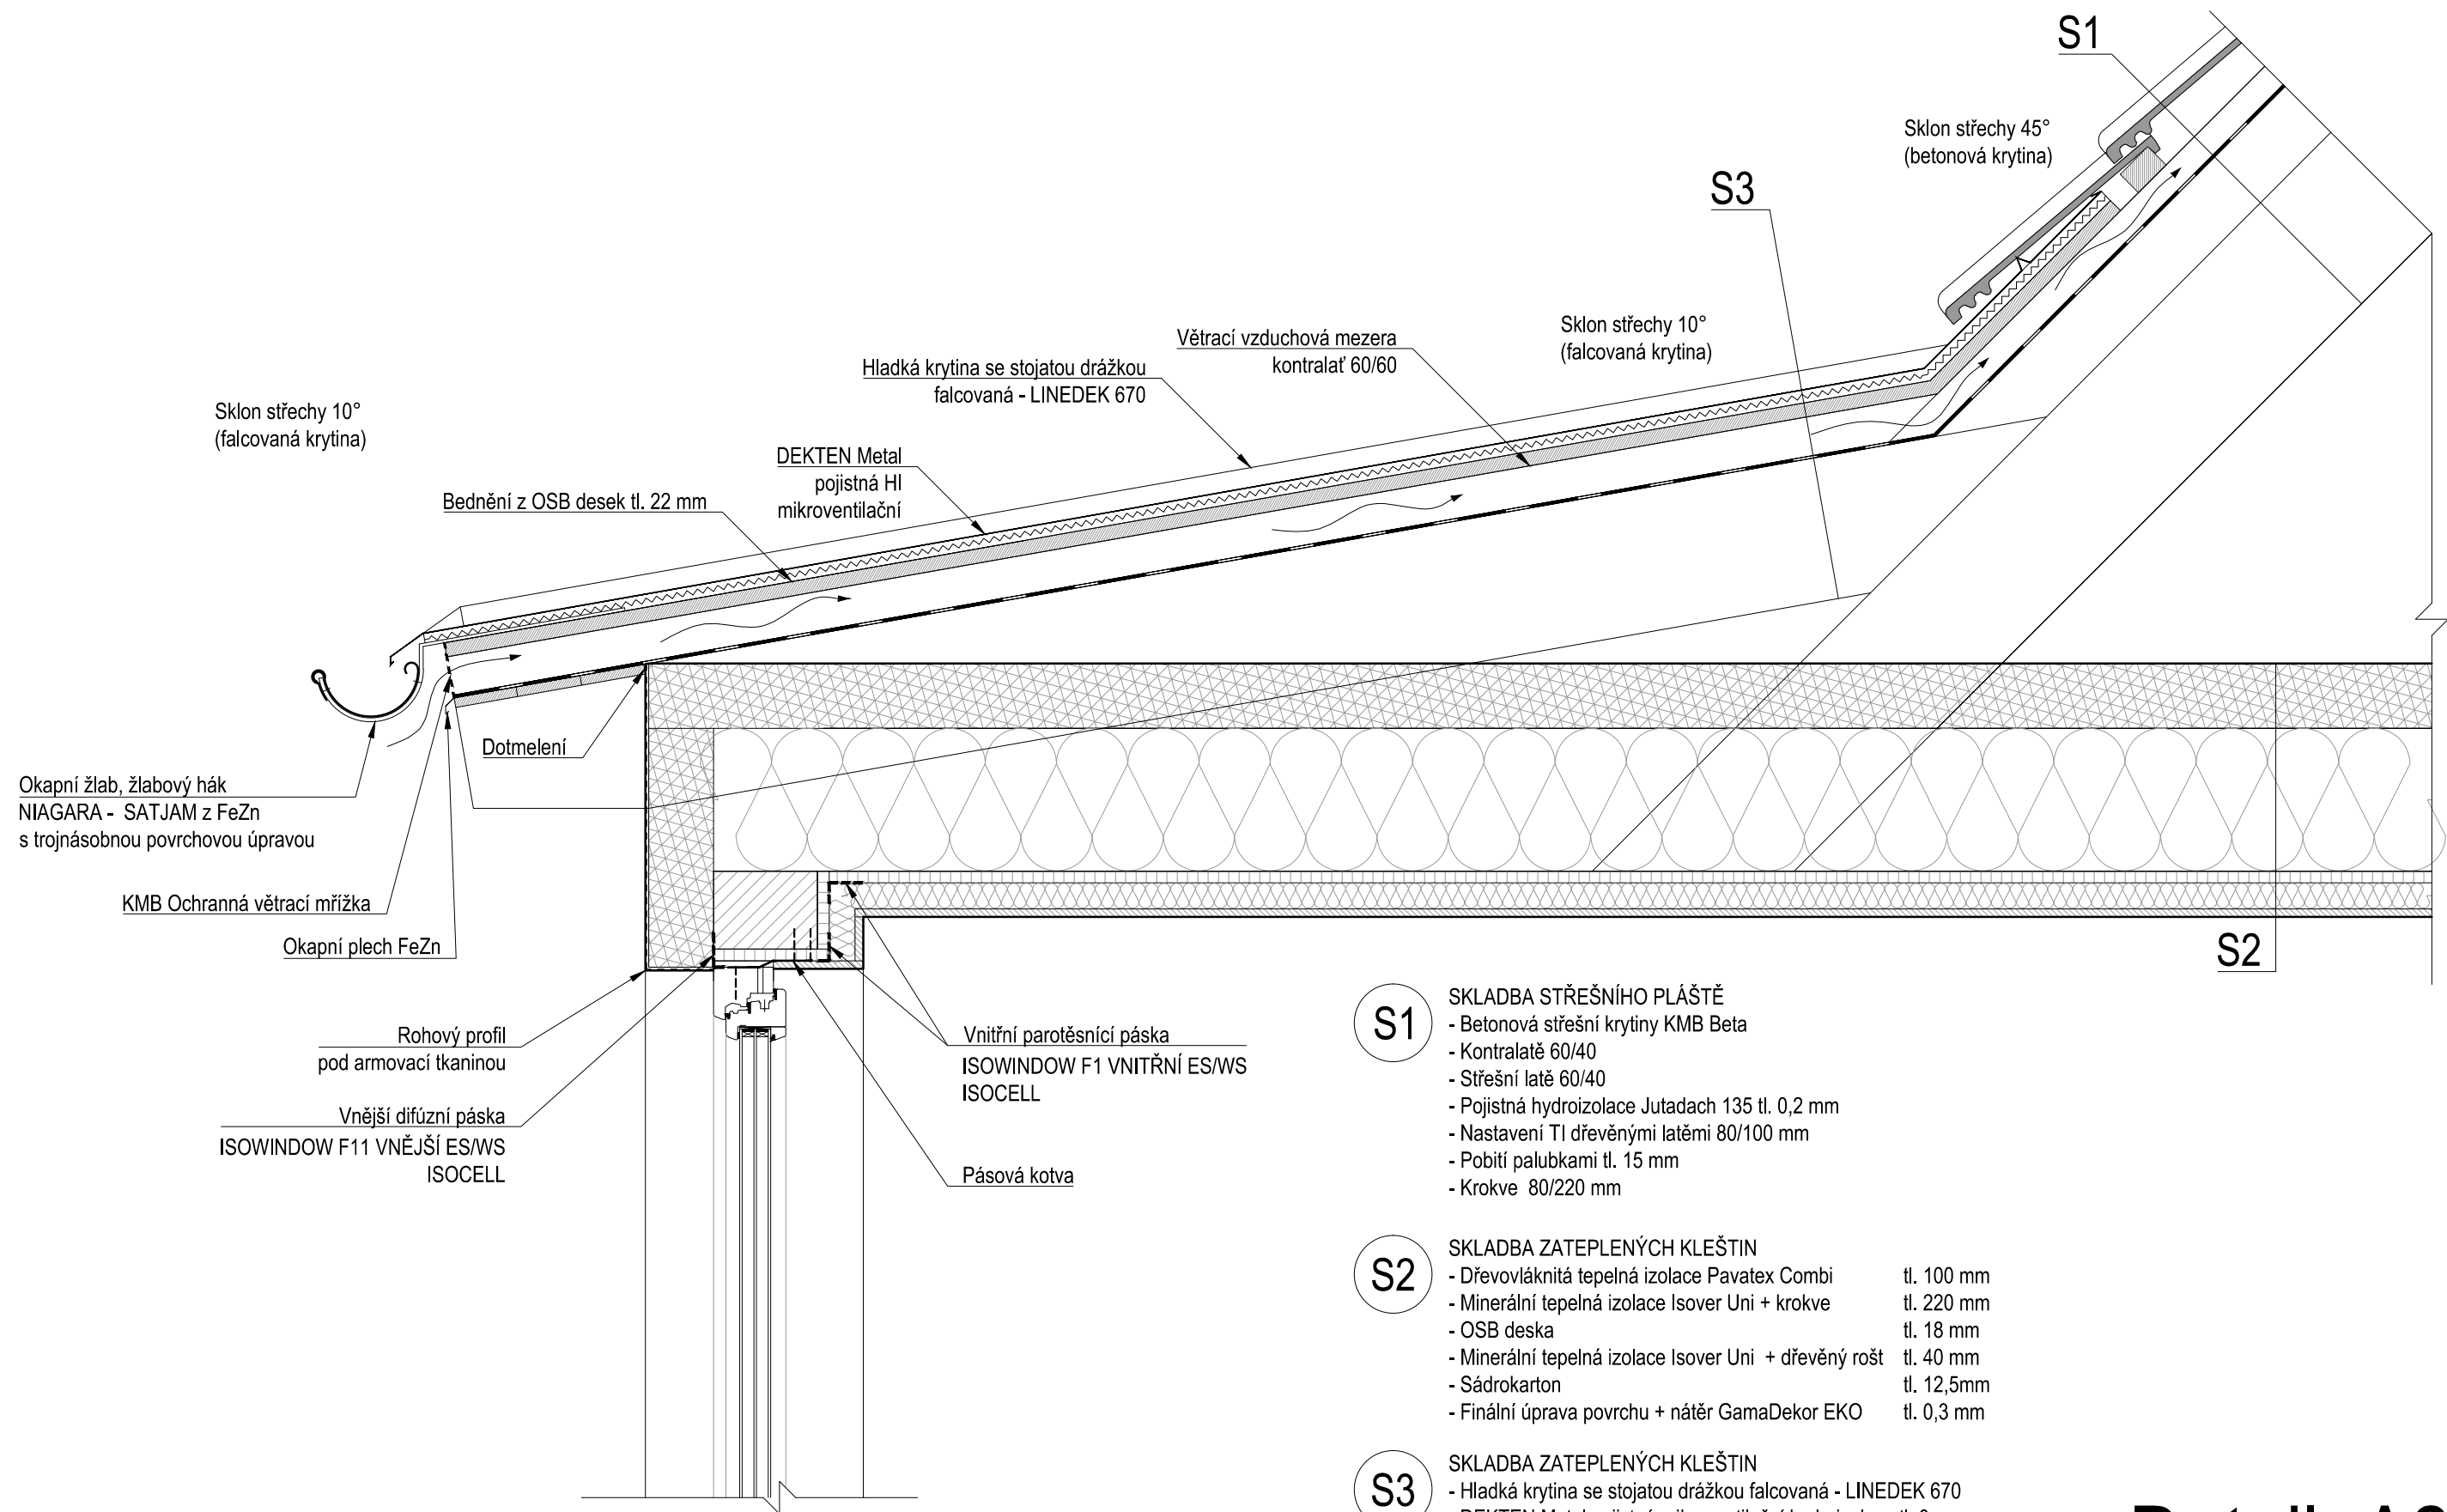 S1
Sklon střechy 45°
(betonová krytina)
S3
Sklon střechy 10°
(falcovaná krytina)
Větrací vzduchová mezera
kontralať 60/60
Hladká krytina se stojatou drážkou
falcovaná - LINEDEK 670
Sklon střechy 10°
(falcovaná krytina)
DEKTEN Metal
pojistná HI
mikroventilační
Bednění z OSB desek tl. 22 mm
Dotmelení
Okapní žlab, žlabový hák
NIAGARA - SATJAM z FeZn
s trojnásobnou povrchovou úpravou
KMB Ochranná větrací mřížka
Okapní plech FeZn
S2
Rohový profil
pod armovací tkaninou
Vnější difúzní páska
ISOWINDOW F11 VNĚJŠÍ ES/WS
ISOCELL
Vnitřní parotěsnící páska
ISOWINDOW F1 VNITŘNÍ ES/WS
ISOCELL
Pásová kotva
S1
SKLADBA STŘEŠNÍHO PLÁŠTĚ
- Betonová střešní krytiny KMB Beta
- Kontralatě 60/40
- Střešní latě 60/40
- Pojistná hydroizolace Jutadach 135 tl. 0,2 mm
- Nastavení TI dřevěnými latěmi 80/100 mm
- Pobití palubkami tl. 15 mm
- Krokve 80/220 mm
S2
SKLADBA ZATEPLENÝCH KLEŠTIN
- Dřevovláknitá tepelná izolace Pavatex Combi tl. 100 mm
- Minerální tepelná izolace Isover Uni + krokve tl. 220 mm
- OSB deska tl. 18 mm
- Minerální tepelná izolace Isover Uni + dřevěný rošt tl. 40 mm
- Sádrokarton tl. 12,5mm
- Finální úprava povrchu + nátěr GamaDekor EKO tl. 0,3 mm
S3
SKLADBA ZATEPLENÝCH KLEŠTIN
- Hladká krytina se stojatou drážkou falcovaná - LINEDEK 670